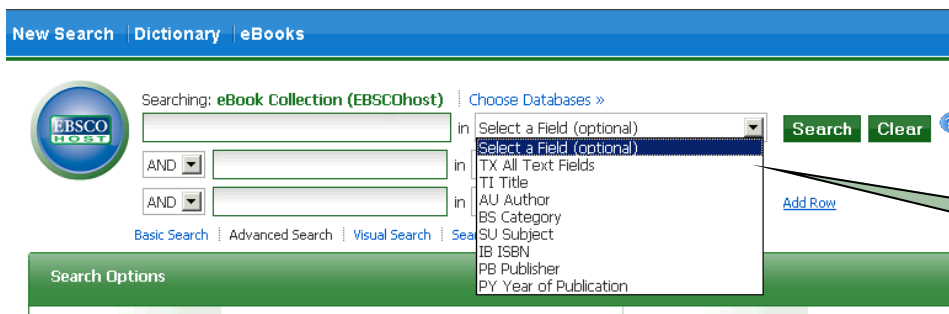 New Search Dictionary eBooks
Searching: eBook Collection (EBSCOhost) Choose Databases »
EBSCO
HOST
in Select a Field (optional) Search Clear
Select a Field (optional)
AND in TX All Text Fields
TI Title
AND in AU Author Add Row
BS Category
Basic Search Advanced Search Visual Search SU Subject
IB ISBN
Search Options PB Publisher
PY Year of Publication